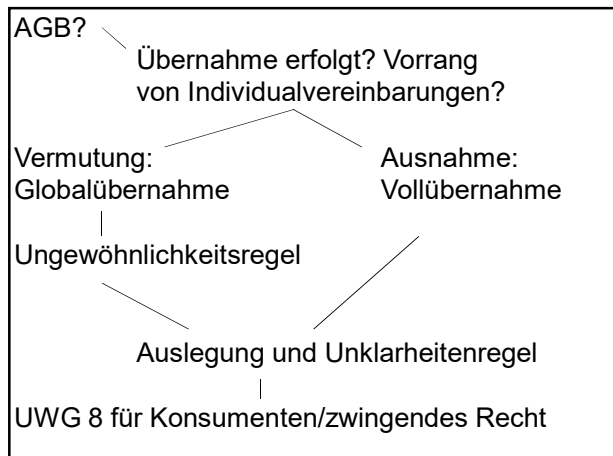 AGB?
Übernahme erfolgt? Vorrang
von Individualvereinbarungen?
Vermutung:
Globalübernahme
Ausnahme:
Vollübernahme
Ungewöhnlichkeitsregel
Auslegung und Unklarheitenregel
UWG 8 für Konsumenten/zwingendes Recht